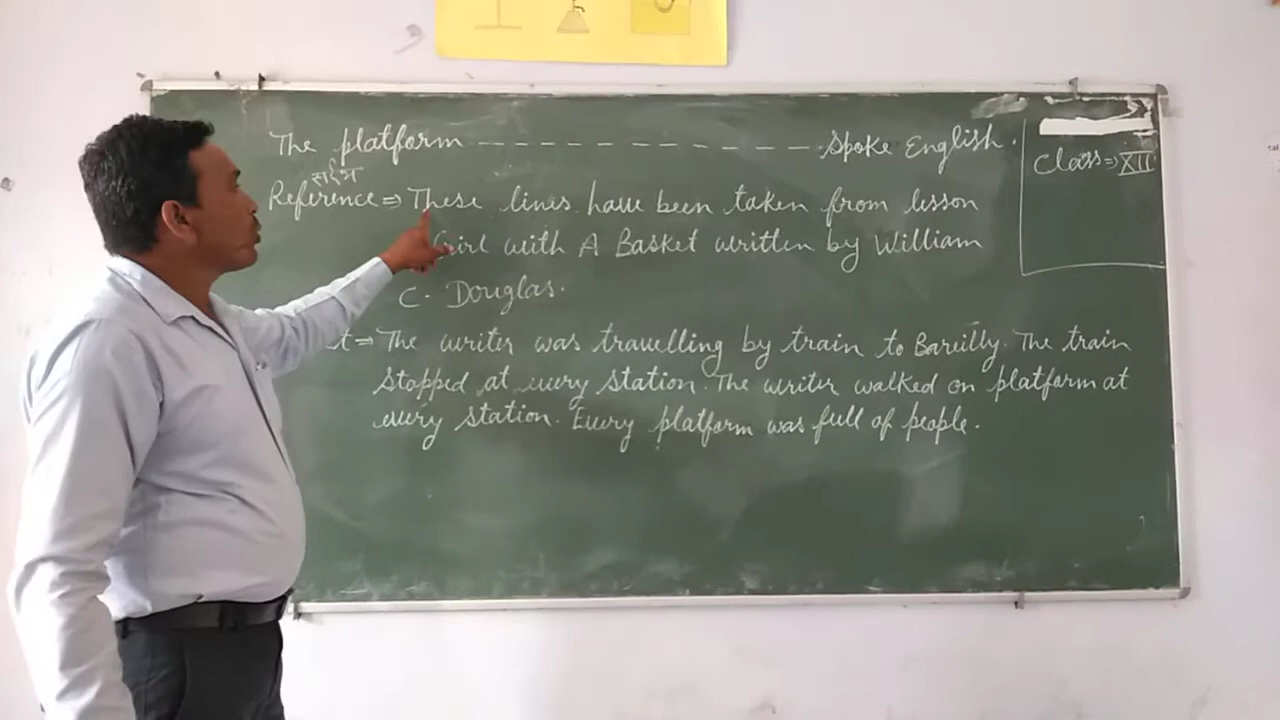 The platform - - - - - - - - - - - - - - Spoke English.
संदर्भ
Reference ⇒ These lines have been taken from lesson
Girl with A Basket written by William
C. Douglas.
t ⇒ The writer was travelling by train to Bareilly. The train
stopped at every station. The writer walked on platform at
every station. Every platform was full of people.
Class ⇒ XII